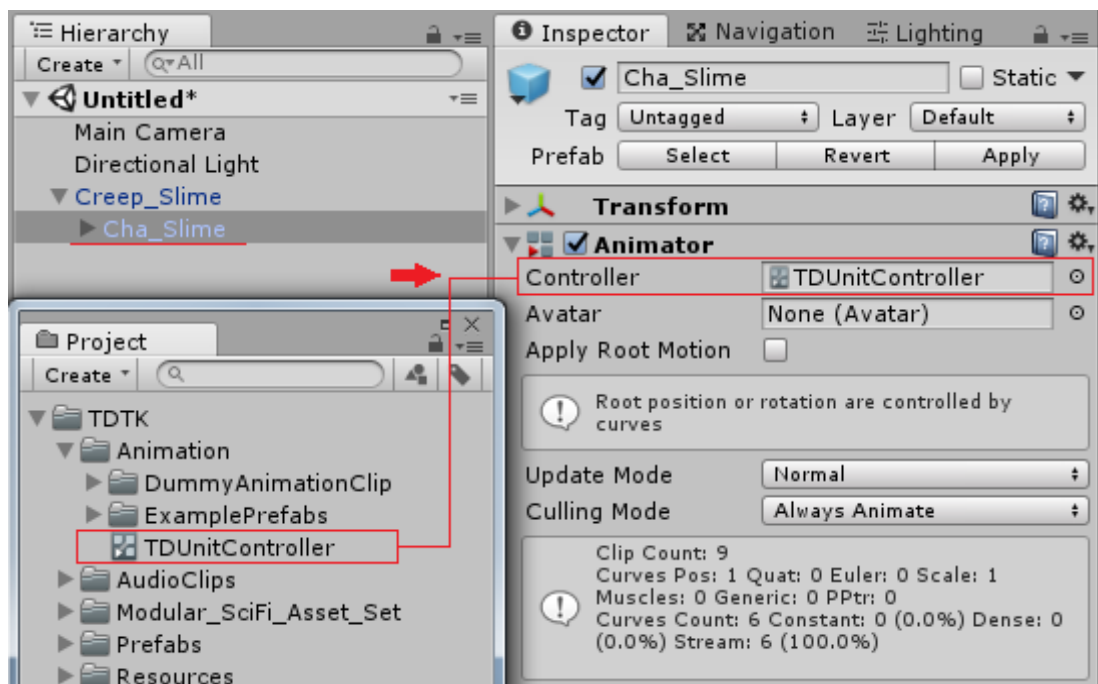 Hierarchy
Create All
Untitled*
Main Camera
Directional Light
Creep_Slime
Cha_Slime
Project
Create
TDTK
Animation
DummyAnimationClip
ExamplePrefabs
TDUnitController
AudioClips
Modular_SciFi_Asset_Set
Prefabs
Resources
Inspector Navigation Lighting
Cha_Slime Static
Tag Untagged Layer Default
Prefab Select Revert Apply
Transform
Animator
Controller TDUnitController
Avatar None (Avatar)
Apply Root Motion
Root position or rotation are controlled by
curves
Update Mode Normal
Culling Mode Always Animate
Clip Count: 9
Curves Pos: 1 Quat: 0 Euler: 0 Scale: 1
Muscles: 0 Generic: 0 PPtr: 0
Curves Count: 6 Constant: 0 (0.0%) Dense: 0
(0.0%) Stream: 6 (100.0%)